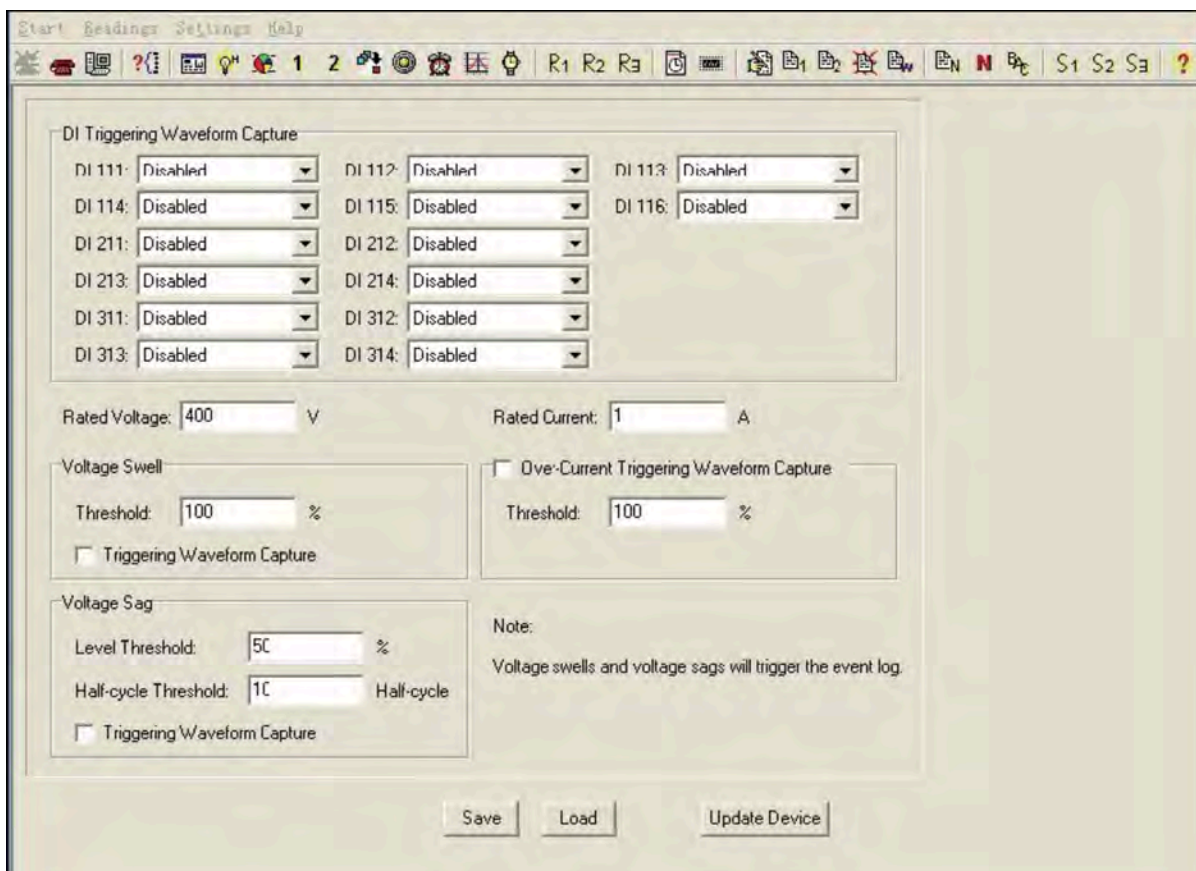 Start Readings Settings Help
?{} H 1 2 R1 R2 R3 1 2 W N N BAC S1 S2 S3 ?
DI Triggering Waveform Capture
DI 111: Disabled DI 112: Disabled DI 113: Disabled
DI 114: Disabled DI 115: Disabled DI 116: Disabled
DI 211: Disabled DI 212: Disabled
DI 213: Disabled DI 214: Disabled
DI 311: Disabled DI 312: Disabled
DI 313: Disabled DI 314: Disabled
Rated Voltage: 400 V Rated Current: 1 A
Voltage Swell Over-Current Triggering Waveform Capture
Threshold: 100 % Threshold: 100 %
Triggering Waveform Capture
Voltage Sag
Note:
Level Threshold: 50 %
Voltage swells and voltage sags will trigger the event log.
Half-cycle Threshold: 10 Half-cycle
Triggering Waveform Capture
Save Load Update Device